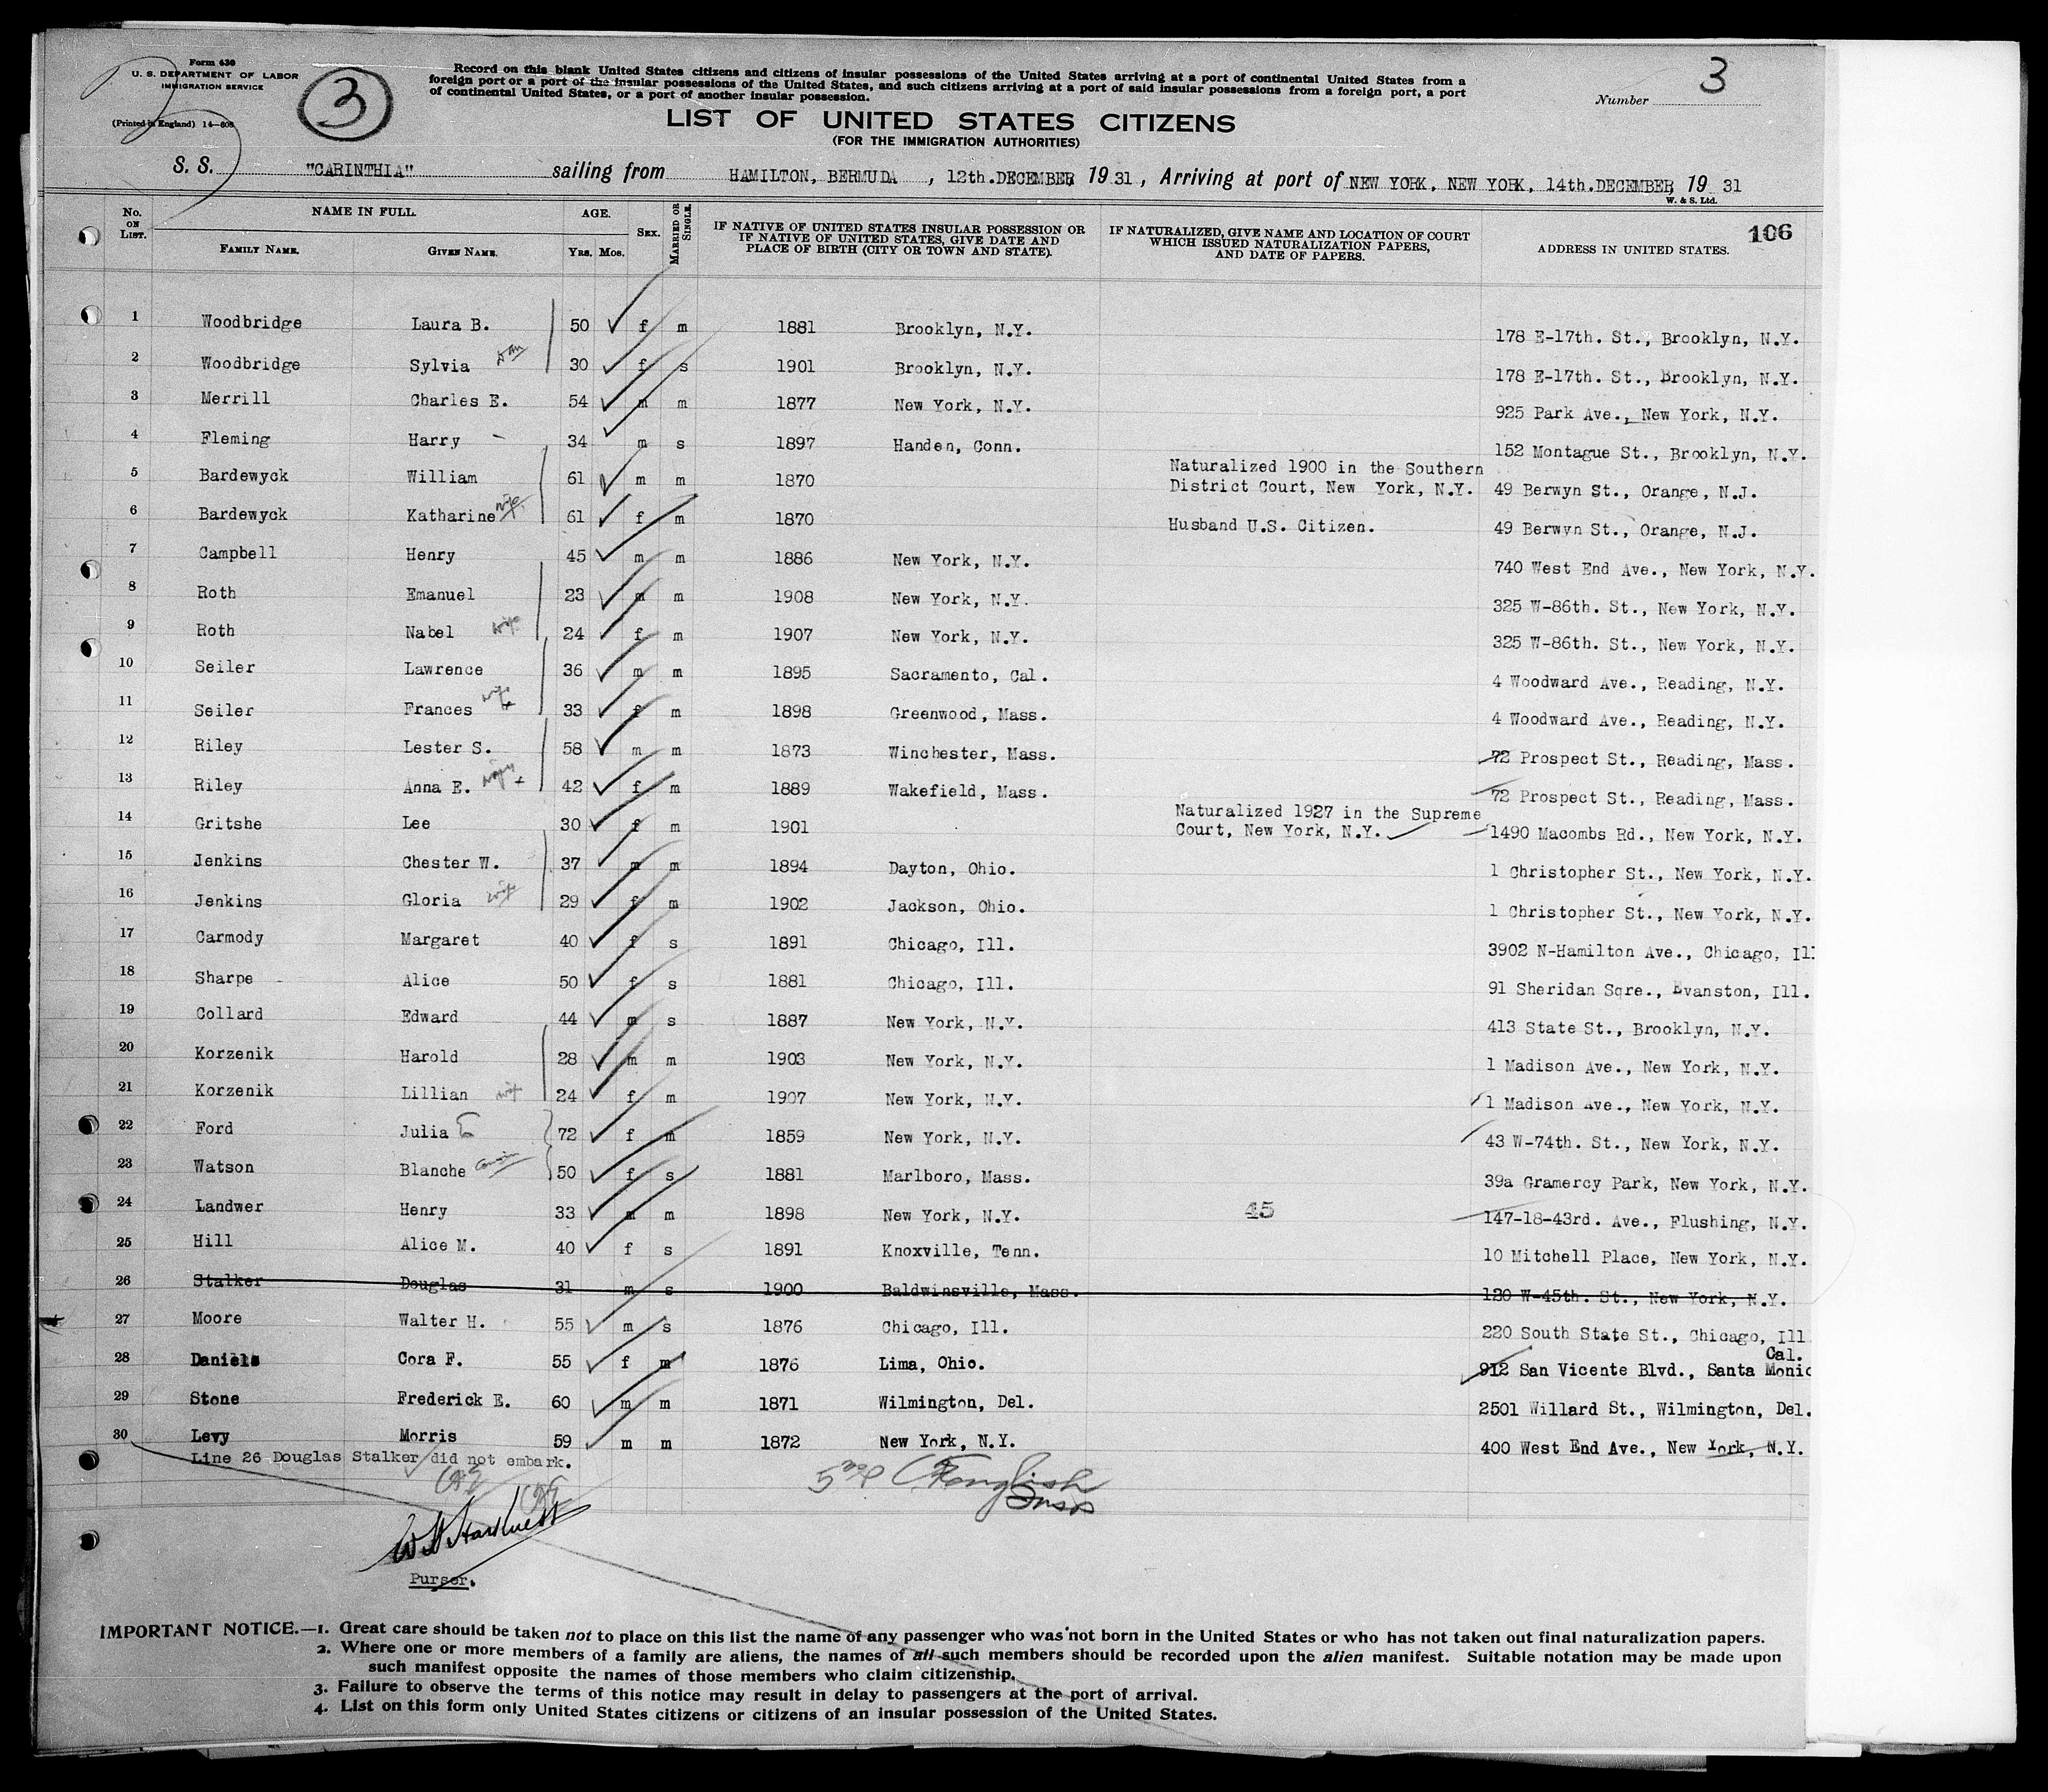 Form 630
U. S. DEPARTMENT OF LABOR
IMMIGRATION SERVICE
(Printed in England) 14—606
3
Record on this blank United States citizens and citizens of insular possessions of the United States arriving at a port of continental United States from a
foreign port or a port of the insular possessions of the United States, and such citizens arriving at a port of said insular possessions from a foreign port, a port
of continental United States, or a port of another insular possession.
Number 3
LIST OF UNITED STATES CITIZENS
(FOR THE IMMIGRATION AUTHORITIES)
S. S. "CARINTHIA" sailing from HAMILTON, BERMUDA , 12th.DECEMBER, 19 31 , Arriving at port of NEW YORK, NEW YORK, 14th.DECEMBER, 19 31
W. & S. Ltd.
106
No. ON LIST. NAME IN FULL. FAMILY NAME. GIVEN NAME. AGE. YRS. MOS. SEX. MARRIED OR SINGLE. IF NATIVE OF UNITED STATES INSULAR POSSESSION OR IF NATIVE OF UNITED STATES, GIVE DATE AND PLACE OF BIRTH (CITY OR TOWN AND STATE). IF NATURALIZED, GIVE NAME AND LOCATION OF COURT WHICH ISSUED NATURALIZATION PAPERS, AND DATE OF PAPERS. ADDRESS IN UNITED STATES.
1 Woodbridge Laura B. 50 f m 1881 Brooklyn, N.Y. 178 E-17th. St., Brooklyn, N.Y.
2 Woodbridge Sylvia 30 f s 1901 Brooklyn, N.Y. 178 E-17th. St., Brooklyn, N.Y.
3 Merrill Charles E. 54 m m 1877 New York, N.Y. 925 Park Ave., New York, N.Y.
4 Fleming Harry 34 m s 1897 Handen, Conn. 152 Montague St., Brooklyn, N.Y.
5 Bardewyck William 61 m m 1870 Naturalized 1900 in the Southern District Court, New York, N.Y. 49 Berwyn St., Orange, N.J.
6 Bardewyck Katharine wife 61 f m 1870 Husband U.S. Citizen. 49 Berwyn St., Orange, N.J.
7 Campbell Henry 45 m m 1886 New York, N.Y. 740 West End Ave., New York, N.Y.
8 Roth Emanuel 23 m m 1908 New York, N.Y. 325 W-86th. St., New York, N.Y.
9 Roth Nabel wife 24 f m 1907 New York, N.Y. 325 W-86th. St., New York, N.Y.
10 Seiler Lawrence 36 m m 1895 Sacramento, Cal. 4 Woodward Ave., Reading, N.Y.
11 Seiler Frances wife 33 f m 1898 Greenwood, Mass. 4 Woodward Ave., Reading, N.Y.
12 Riley Lester S. 58 m m 1873 Winchester, Mass. 72 Prospect St., Reading, Mass.
13 Riley Anna E. wife 42 f m 1889 Wakefield, Mass. 72 Prospect St., Reading, Mass.
14 Gritshe Lee 30 f m 1901 Naturalized 1927 in the Supreme Court, New York, N.Y. 1490 Macombs Rd., New York, N.Y.
15 Jenkins Chester W. 37 m m 1894 Dayton, Ohio. 1 Christopher St., New York, N.Y.
16 Jenkins Gloria wife 29 f m 1902 Jackson, Ohio. 1 Christopher St., New York, N.Y.
17 Carmody Margaret 40 f s 1891 Chicago, Ill. 3902 N-Hamilton Ave., Chicago, Ill
18 Sharpe Alice 50 f s 1881 Chicago, Ill. 91 Sheridan Sqre., Evanston, Ill.
19 Collard Edward 44 m s 1887 New York, N.Y. 413 State St., Brooklyn, N.Y.
20 Korzenik Harold 28 m m 1903 New York, N.Y. 1 Madison Ave., New York, N.Y.
21 Korzenik Lillian wife 24 f m 1907 New York, N.Y. 1 Madison Ave., New York, N.Y.
22 Ford Julia E 72 f m 1859 New York, N.Y. 43 W-74th. St., New York, N.Y.
23 Watson Blanche cousin 50 f s 1881 Marlboro, Mass. 39a Gramercy Park, New York, N.Y.
24 Landwer Henry 33 m m 1898 New York, N.Y. 45 147-18-43rd. Ave., Flushing, N.Y.
25 Hill Alice M. 40 f s 1891 Knoxville, Tenn. 10 Mitchell Place, New York, N.Y.
26 Stalker Douglas 31 m s 1900 Baldwinsville, Mass. 120 W-45th. St., New York, N.Y.
27 Moore Walter H. 55 m s 1876 Chicago, Ill. 220 South State St., Chicago, Ill
28 Daniels Cora F. 55 f m 1876 Lima, Ohio. 912 San Vicente Blvd., Santa Monic Cal.
29 Stone Frederick E. 60 m m 1871 Wilmington, Del. 2501 Willard St., Wilmington, Del.
30 Levy Morris 59 m m 1872 New York, N.Y. 400 West End Ave., New York, N.Y.
Line 26 Douglas Stalker did not embark.
Purser.
IMPORTANT NOTICE.—1. Great care should be taken not to place on this list the name of any passenger who was not born in the United States or who has not taken out final naturalization papers.
2. Where one or more members of a family are aliens, the names of all such members should be recorded upon the alien manifest. Suitable notation may be made upon
such manifest opposite the names of those members who claim citizenship.
3. Failure to observe the terms of this notice may result in delay to passengers at the port of arrival.
4. List on this form only United States citizens or citizens of an insular possession of the United States.